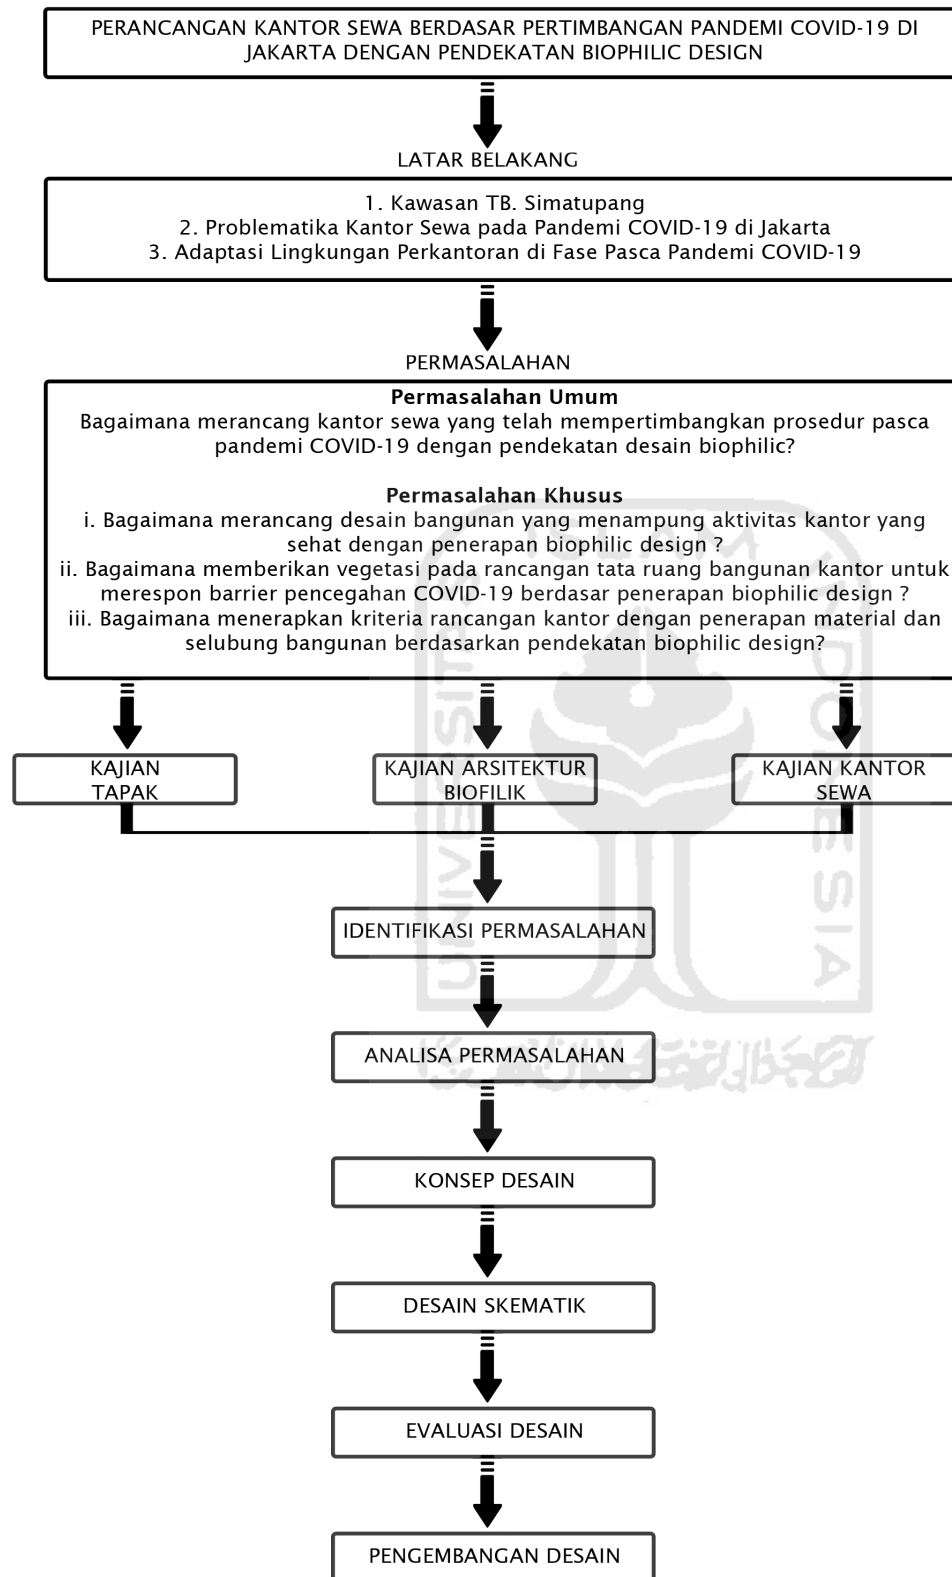 PERANCANGAN KANTOR SEWA BERDASAR PERTIMBANGAN PANDEMI COVID-19 DI
JAKARTA DENGAN PENDEKATAN BIOPHILIC DESIGN
LATAR BELAKANG
1. Kawasan TB. Simatupang
2. Problematika Kantor Sewa pada Pandemi COVID-19 di Jakarta
3. Adaptasi Lingkungan Perkantoran di Fase Pasca Pandemi COVID-19
PERMASALAHAN
Permasalahan Umum
Bagaimana merancang kantor sewa yang telah mempertimbangkan prosedur pasca
pandemi COVID-19 dengan pendekatan desain biophilic?
Permasalahan Khusus
i. Bagaimana merancang desain bangunan yang menampung aktivitas kantor yang
sehat dengan penerapan biophilic design ?
ii. Bagaimana memberikan vegetasi pada rancangan tata ruang bangunan kantor untuk
merespon barrier pencegahan COVID-19 berdasar penerapan biophilic design ?
iii. Bagaimana menerapkan kriteria rancangan kantor dengan penerapan material dan
selubung bangunan berdasarkan pendekatan biophilic design?
KAJIAN
TAPAK
KAJIAN ARSITEKTUR
BIOFILIK
KAJIAN KANTOR
SEWA
IDENTIFIKASI PERMASALAHAN
ANALISA PERMASALAHAN
KONSEP DESAIN
DESAIN SKEMATIK
EVALUASI DESAIN
PENGEMBANGAN DESAIN
ISLAM
UNIVERSITAS
INDONESIA